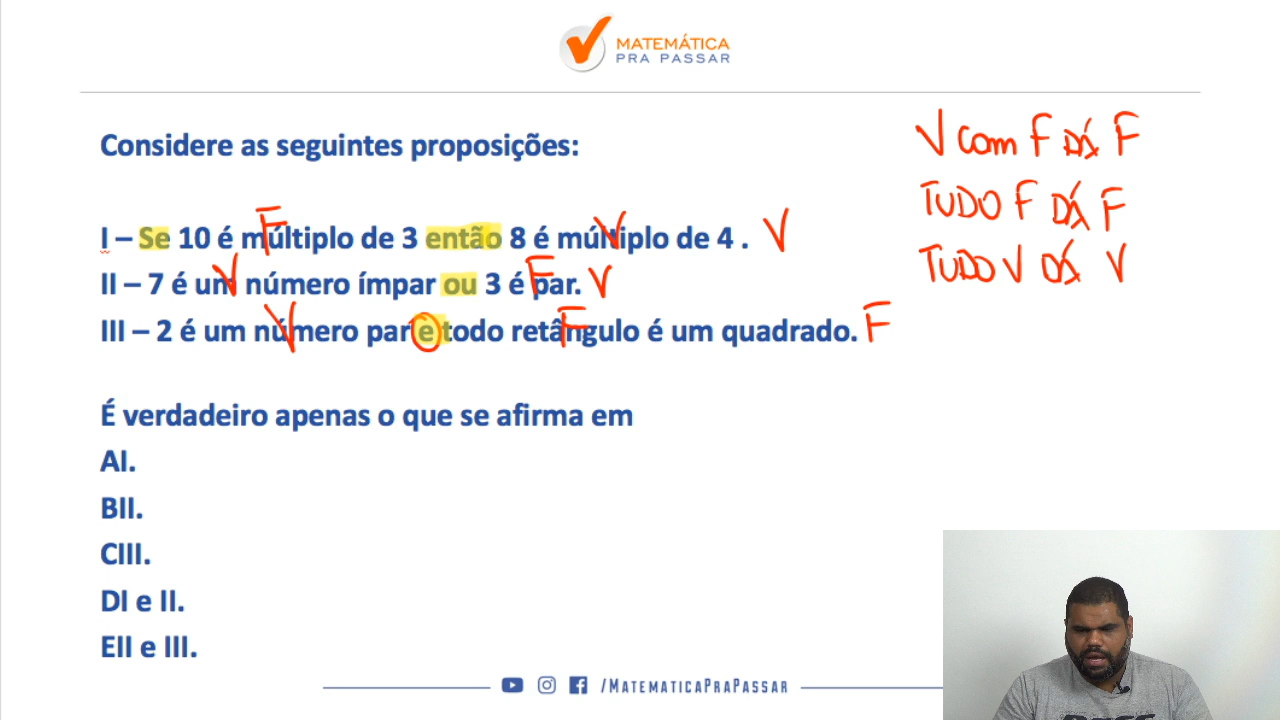 MATEMÁTICA
PRA PASSAR
Considere as seguintes proposições:
V com F DÁ F
TUDO F DÁ F
TUDO V DÁ V
F V V
I – Se 10 é múltiplo de 3 então 8 é múltiplo de 4 .
V F V
II – 7 é um número ímpar ou 3 é par.
V F F
III – 2 é um número par e todo retângulo é um quadrado.
É verdadeiro apenas o que se afirma em
AI.
BII.
CIII.
DI e II.
EII e III.
/MATEMATICAPRAPASSAR